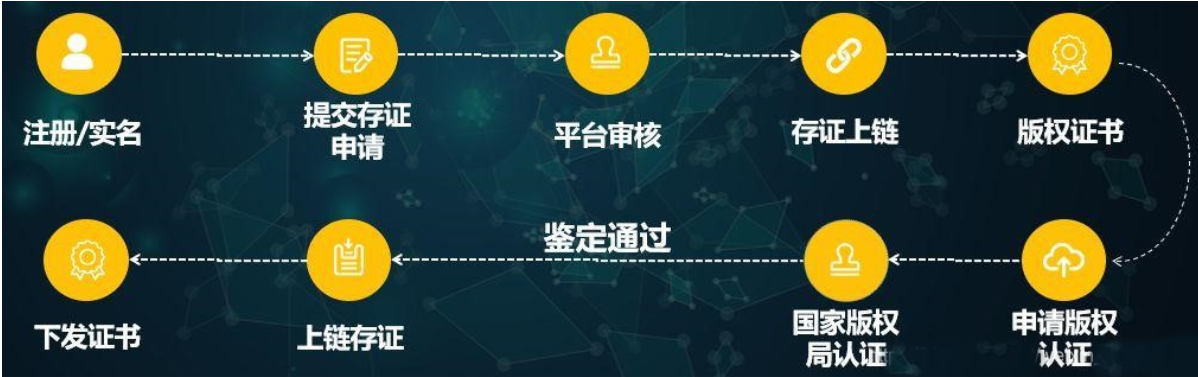 注册/实名
提交存证
申请
平台审核
存证上链
版权证书
鉴定通过
下发证书
上链存证
国家版权
局认证
申请版权
认证